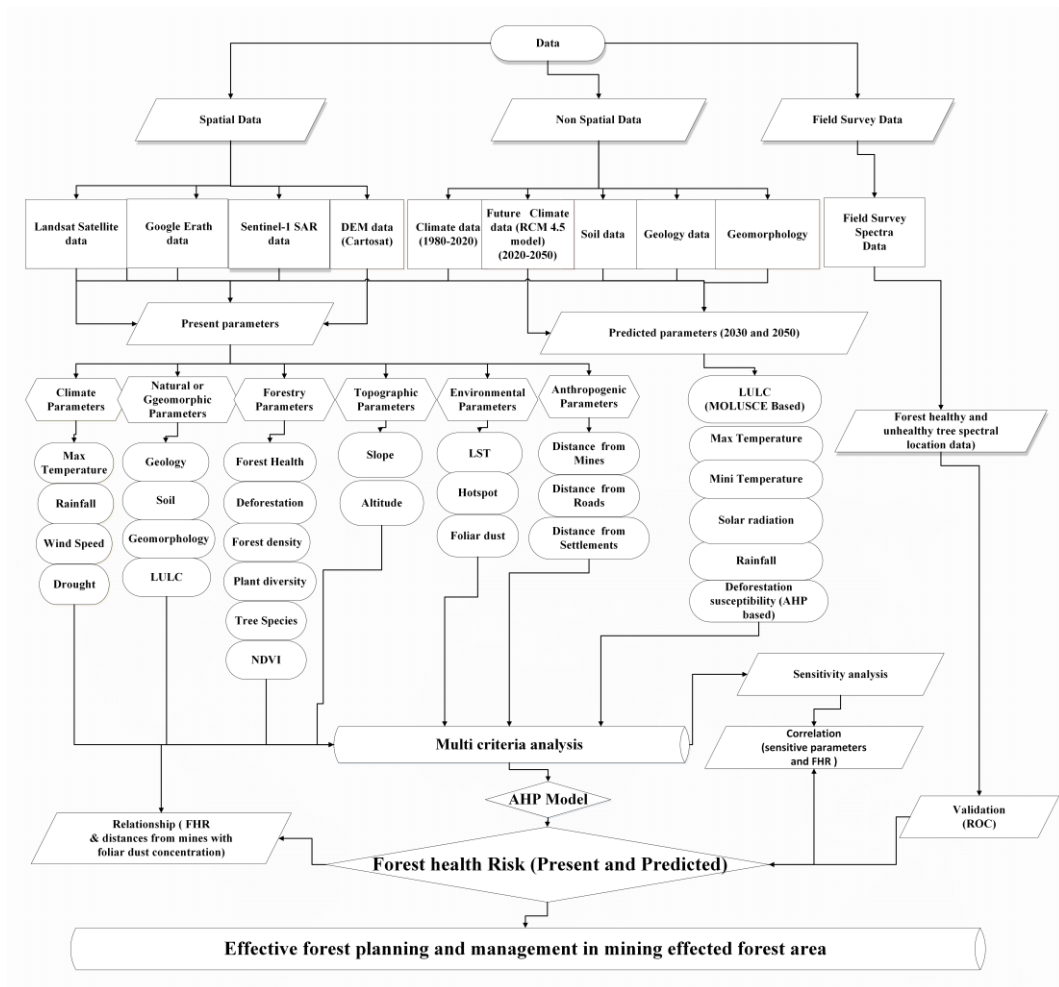 Data
Spatial Data
Non Spatial Data
Field Survey Data
Landsat Satellite
data
Google Erath
data
Sentinel-1 SAR
data
DEM data
(Cartosat)
Climate data
(1980-2020)
Future Climate
data (RCM 4.5
model)
(2020-2050)
Soil data
Geology data
Geomorphology
Field Survey
Spectra
Data
Present parameters
Predicted parameters (2030 and 2050)
Climate
Parameters
Natural or
Ggeomorphic
Parameters
Forestry
Parameters
Topographic
Parameters
Environmental
Parameters
Anthropogenic
Parameters
LULC
(MOLUSCE Based)
Forest healthy and
unhealthy tree spectral
location data)
Max
Temperature
Rainfall
Wind Speed
Drought
Geology
Soil
Geomorphology
LULC
Forest Health
Deforestation
Forest density
Plant diversity
Tree Species
NDVI
Slope
Altitude
LST
Hotspot
Foliar dust
Distance from
Mines
Distance from
Roads
Distance from
Settlements
Max Temperature
Mini Temperature
Solar radiation
Rainfall
Deforestation
susceptibility (AHP
based)
Sensitivity analysis
Multi criteria analysis
Correlation
(sensitive parameters
and FHR )
AHP Model
Relationship ( FHR
& distances from mines with
foliar dust concentration)
Validation
(ROC)
Forest health Risk (Present and Predicted)
Effective forest planning and management in mining effected forest area